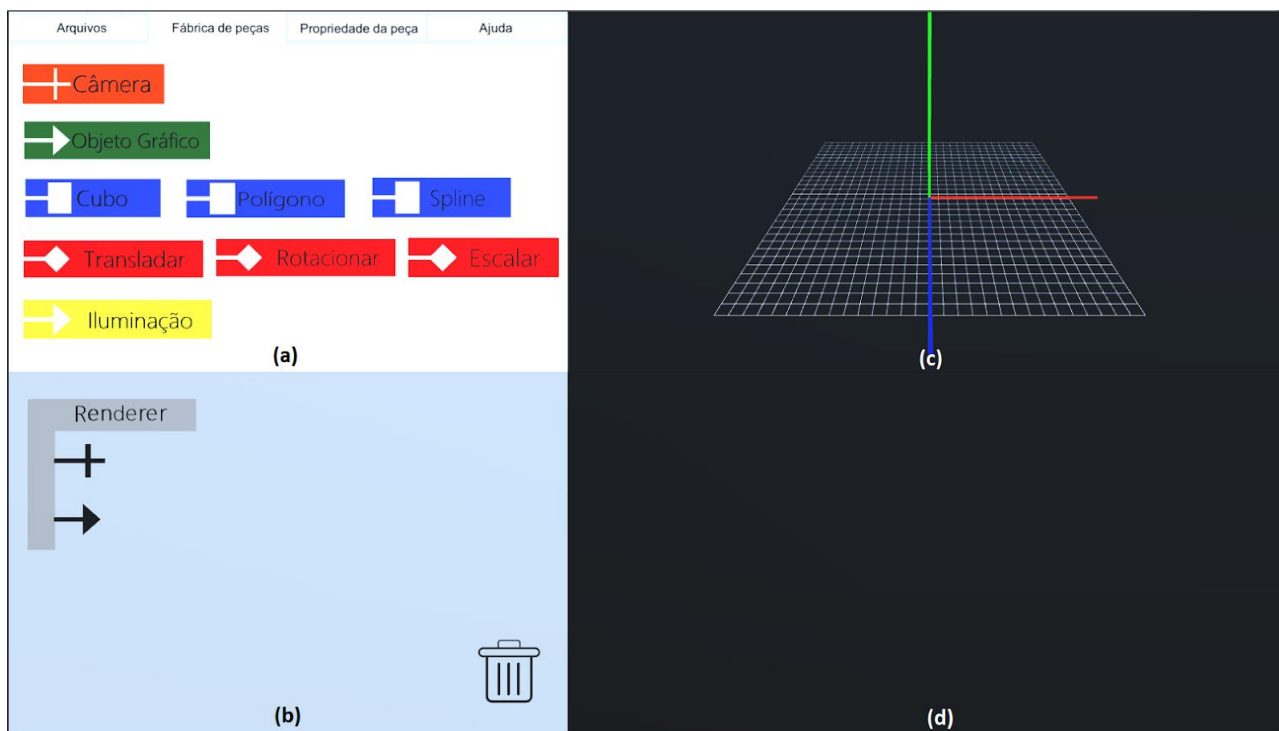 Arquivos Fábrica de peças Propriedade da peça Ajuda
Câmera
Objeto Gráfico
Cubo Polígono Spline
Transladar Rotacionar Escalar
Iluminação
(a)
(c)
Renderer
(b)
(d)